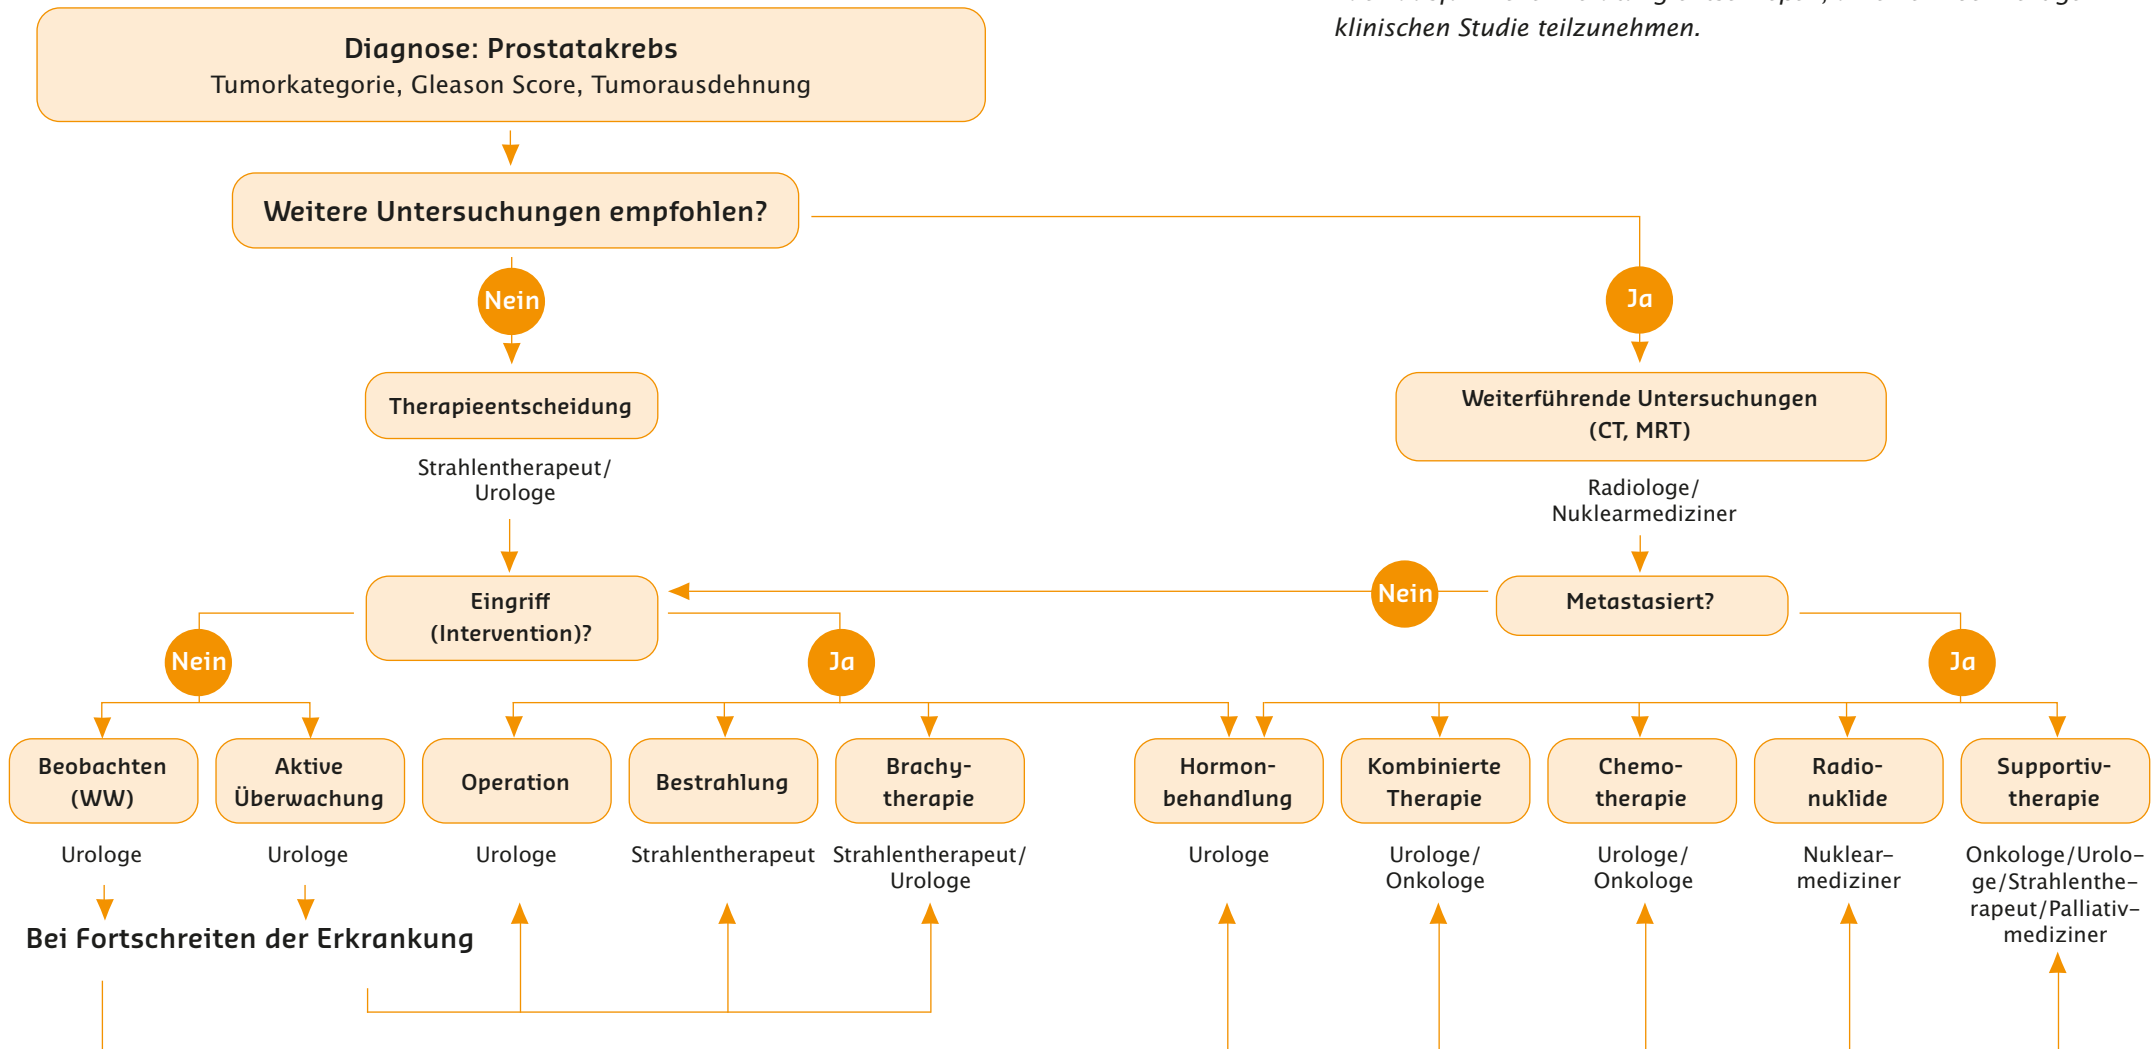 klinischen Studie teilzunehmen.
Diagnose: Prostatakrebs
Tumorkategorie, Gleason Score, Tumorausdehnung
Weitere Untersuchungen empfohlen?
Nein
Ja
Therapieentscheidung
Strahlentherapeut/
Urologe
Weiterführende Untersuchungen
(CT, MRT)
Radiologe/
Nuklearmediziner
Eingriff
(Intervention)?
Nein
Metastasiert?
Nein
Ja
Ja
Beobachten
(WW)
Urologe
Aktive
Überwachung
Urologe
Operation
Urologe
Bestrahlung
Strahlentherapeut
Brachy-
therapie
Strahlentherapeut/
Urologe
Hormon-
behandlung
Urologe
Kombinierte
Therapie
Urologe/
Onkologe
Chemo-
therapie
Urologe/
Onkologe
Radio-
nuklide
Nuklear-
mediziner
Supportiv-
therapie
Onkologe/Urolo-
ge/Strahlenthe-
rapeut/Palliativ-
mediziner
Bei Fortschreiten der Erkrankung